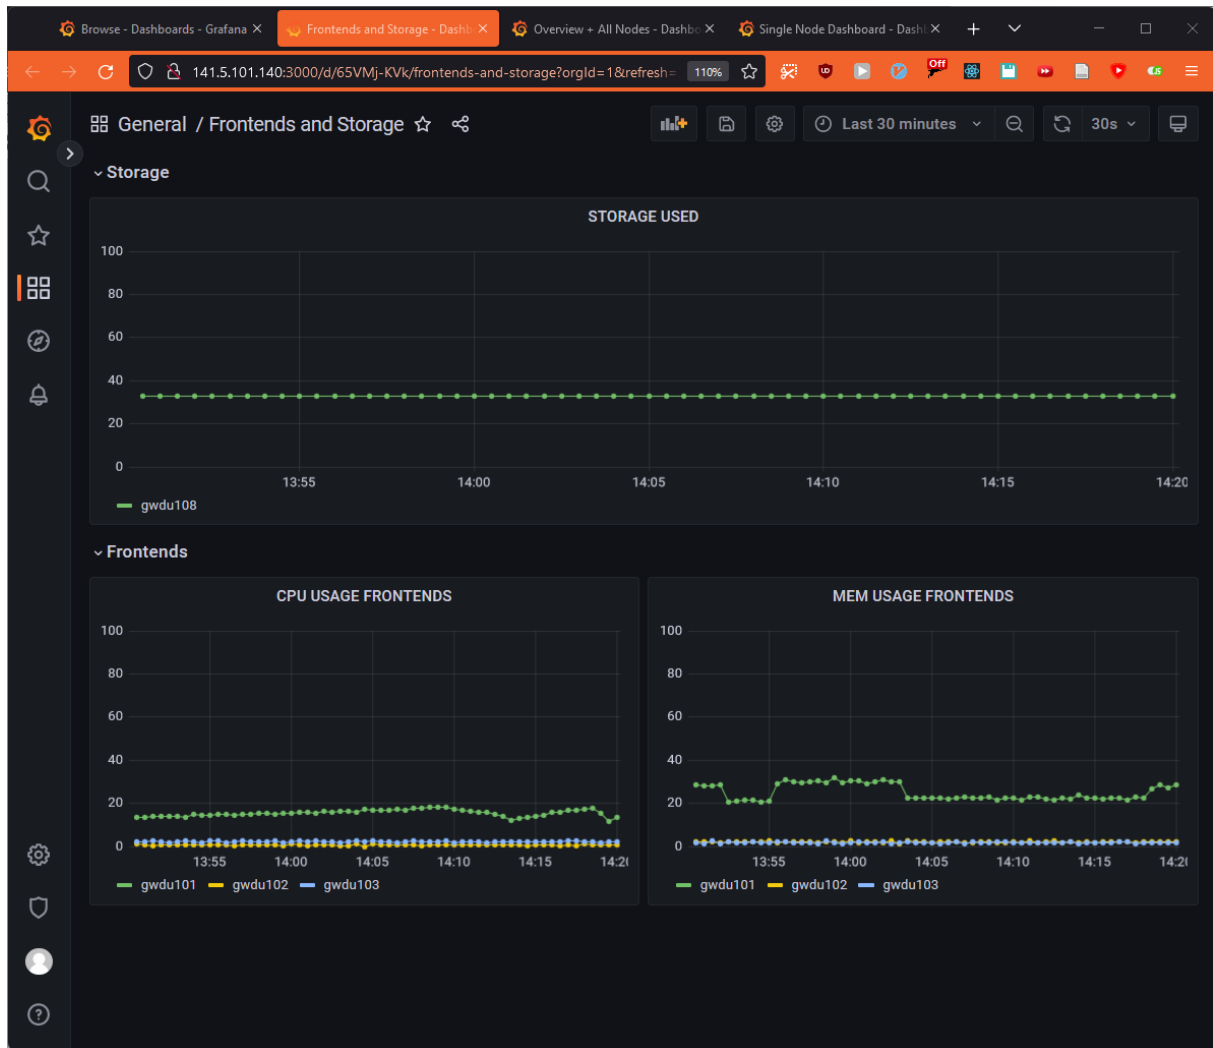 Browse - Dashboards - Grafana
Frontends and Storage - Dashb
Overview + All Nodes - Dashbo
Single Node Dashboard - Dash
141.5.101.140:3000/d/65VMj-KVk/frontends-and-storage?orgId=1&refresh=
110%
Off
General / Frontends and Storage
Last 30 minutes
30s
Storage
STORAGE USED
100
80
60
40
20
0
13:55 14:00 14:05 14:10 14:15 14:20
gwdu108
Frontends
CPU USAGE FRONTENDS
100
80
60
40
20
0
13:55 14:00 14:05 14:10 14:15 14:20
gwdu101 gwdu102 gwdu103
MEM USAGE FRONTENDS
100
80
60
40
20
0
13:55 14:00 14:05 14:10 14:15 14:20
gwdu101 gwdu102 gwdu103